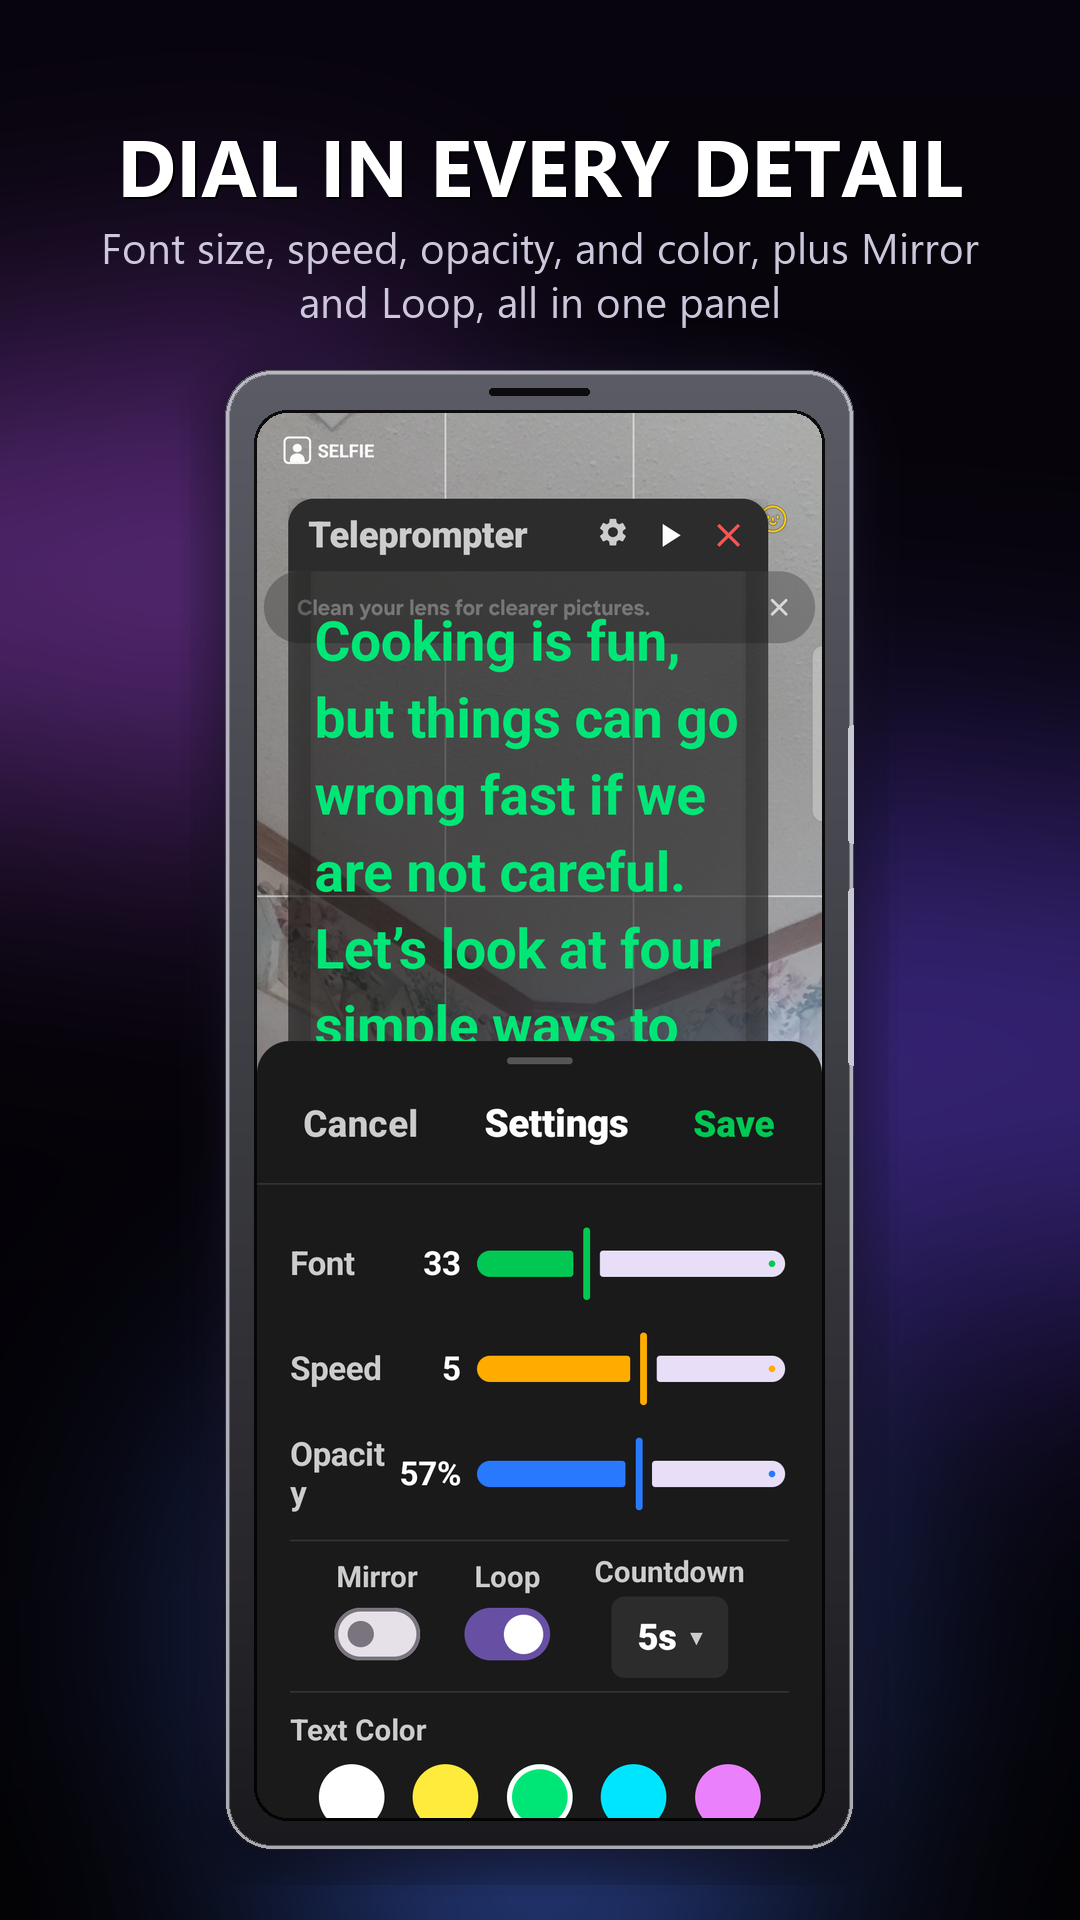 DIAL IN EVERY DETAIL
Font size, speed, opacity, and color, plus Mirror
and Loop, all in one panel
SELFIE
Teleprompter
Clean your lens for clearer pictures.
Cooking is fun,
but things can go
wrong fast if we
are not careful.
Let’s look at four
simple ways to
Cancel Settings Save
Font 33
Speed 5
Opacit
y 57%
Mirror Loop Countdown
5s
Text Color